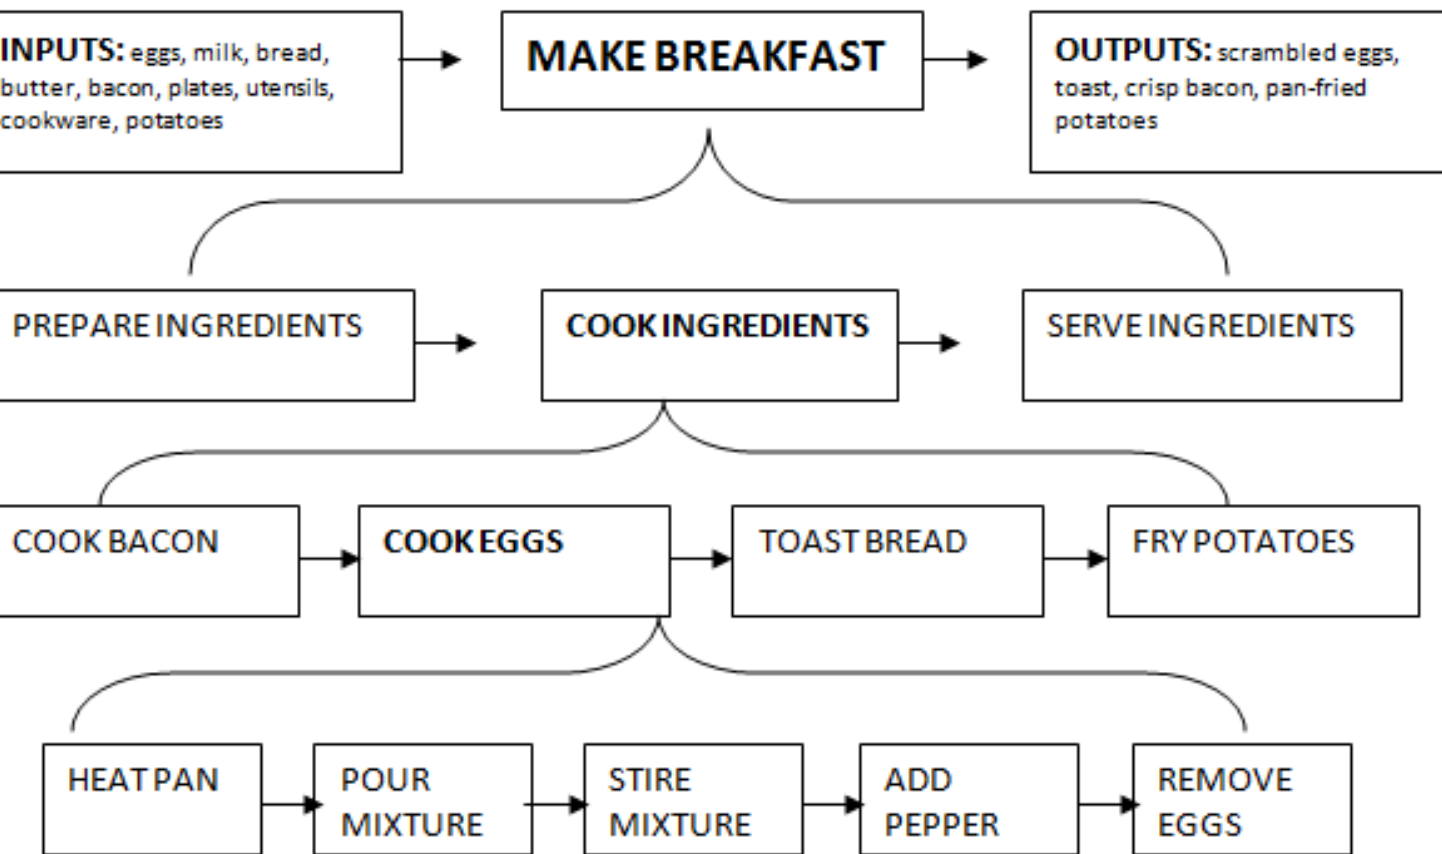 INPUTS: eggs, milk, bread,
butter, bacon, plates, utensils,
cookware, potatoes
MAKE BREAKFAST
OUTPUTS: scrambled eggs,
toast, crisp bacon, pan-fried
potatoes
PREPARE INGREDIENTS
COOK INGREDIENTS
SERVE INGREDIENTS
COOK BACON
COOK EGGS
TOAST BREAD
FRY POTATOES
HEAT PAN
POUR
MIXTURE
STIRE
MIXTURE
ADD
PEPPER
REMOVE
EGGS